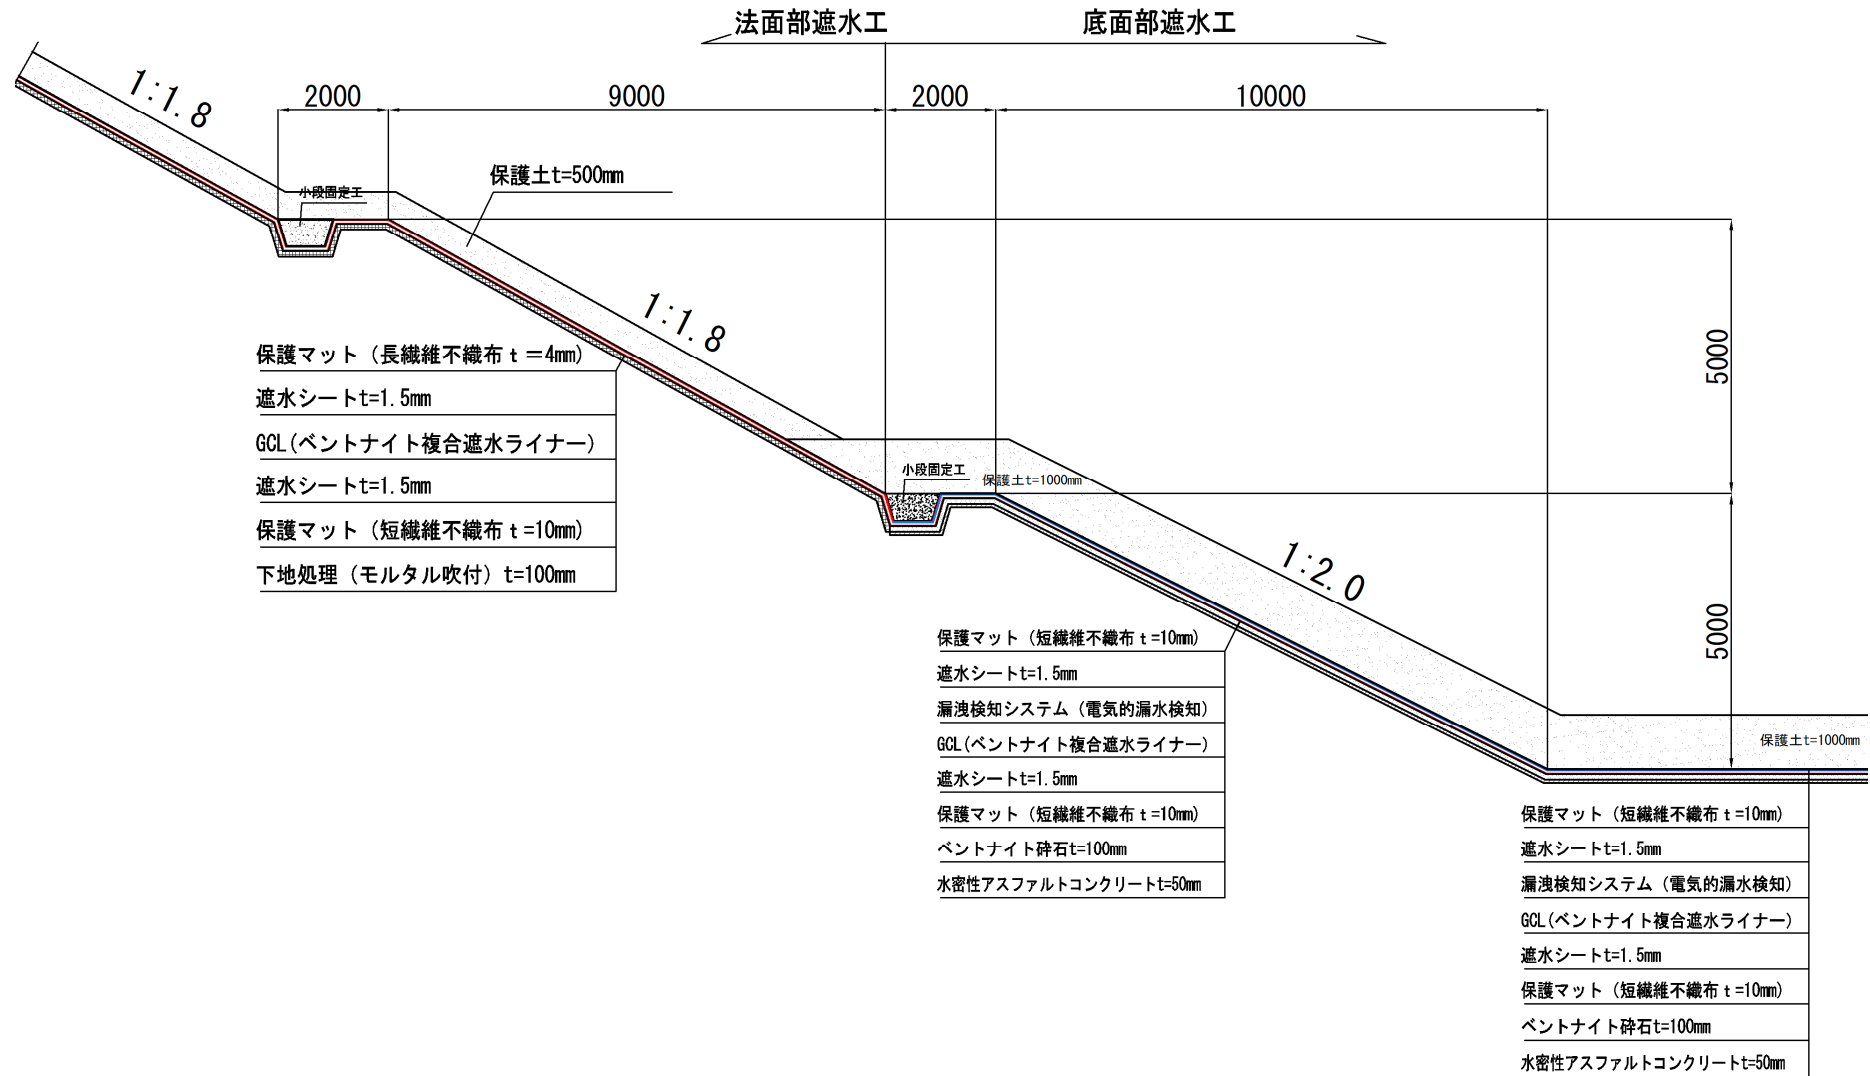 法面部遮水工
底面部遮水工
2000
9000
2000
10000
1:1.8
保護土t=500mm
小段固定工
1:1.8
5000
保護マット（長繊維不織布ｔ＝4mm）
遮水シートt=1.5mm
GCL(ベントナイト複合遮水ライナー)
遮水シートt=1.5mm
保護マット（短繊維不織布ｔ=10mm）
下地処理（モルタル吹付）t=100mm
小段固定工
保護土t=1000mm
1:2.0
5000
保護マット（短繊維不織布ｔ=10mm）
遮水シートt=1.5mm
漏洩検知システム（電気的漏水検知）
GCL(ベントナイト複合遮水ライナー)
遮水シートt=1.5mm
保護マット（短繊維不織布ｔ=10mm）
ベントナイト砕石t=100mm
水密性アスファルトコンクリートt=50mm
保護土t=1000mm
保護マット（短繊維不織布ｔ=10mm）
遮水シートt=1.5mm
漏洩検知システム（電気的漏水検知）
GCL(ベントナイト複合遮水ライナー)
遮水シートt=1.5mm
保護マット（短繊維不織布ｔ=10mm）
ベントナイト砕石t=100mm
水密性アスファルトコンクリートt=50mm